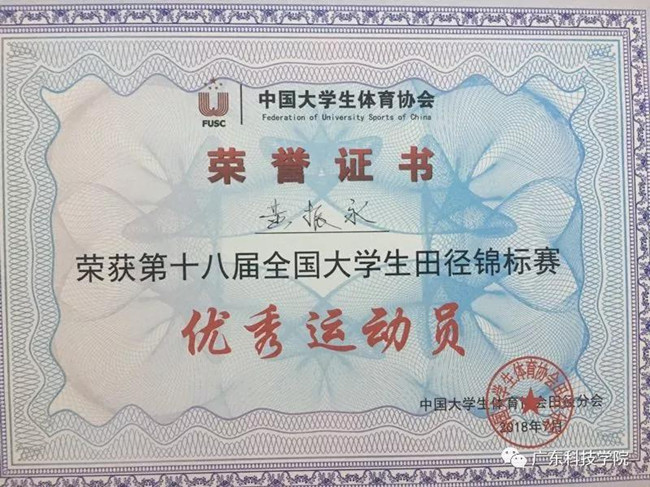 FUSC
中国大学生体育协会
Federation of University Sports of China
荣誉证书
黄振永
荣获第十八届全国大学生田径锦标赛
优秀运动员
中国大学生体育协会田径分会
2018年7月
广东科技学院